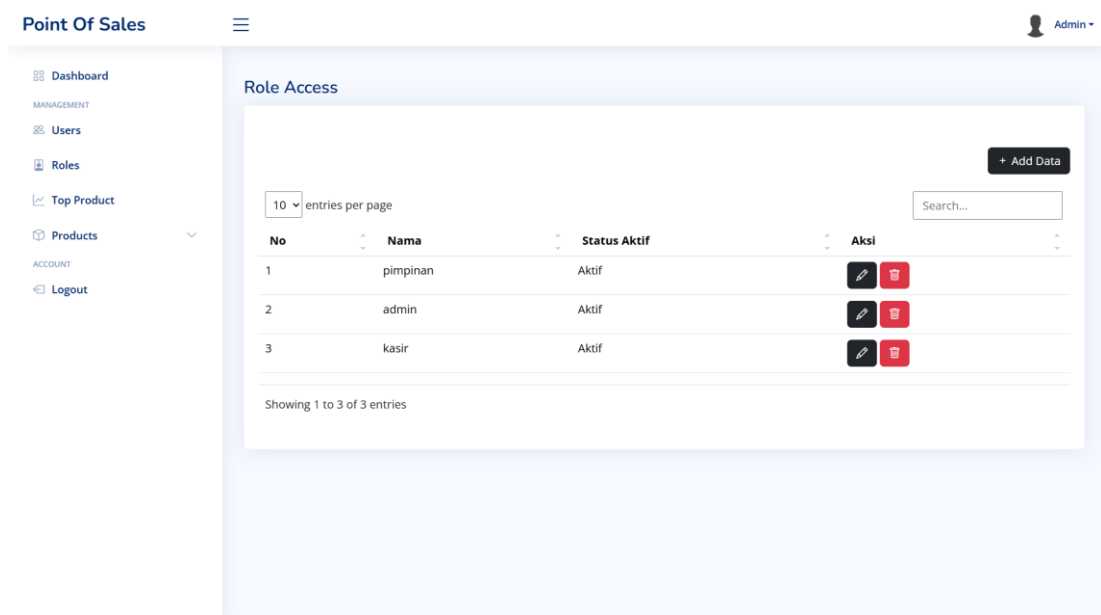 Point Of Sales
Admin
Dashboard
MANAGEMENT
Users
Roles
Top Product
Products
ACCOUNT
Logout
Role Access
+ Add Data
10 entries per page
Search...
No Nama Status Aktif Aksi
1 pimpinan Aktif
2 admin Aktif
3 kasir Aktif
Showing 1 to 3 of 3 entries